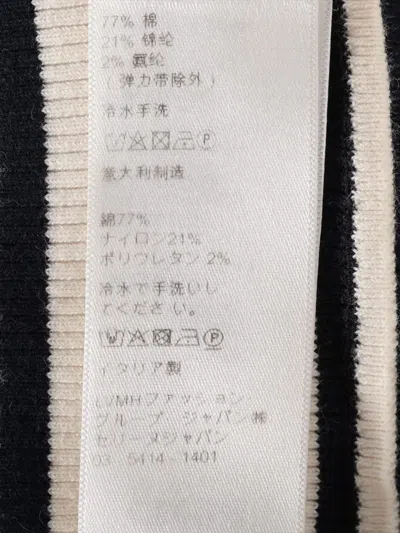 77% 棉
21% 锦纶
2% 氨纶
( 弹力带除外 )
冷水手洗
意大利制造
綿77%
ナイロン21%
ポリウレタン 2%
冷水で手洗いし
てくださ い。
イタリア製
LVMHファッション
グループ ジャパン㈱
セリーヌジャパン
03 - 5414 - 1401